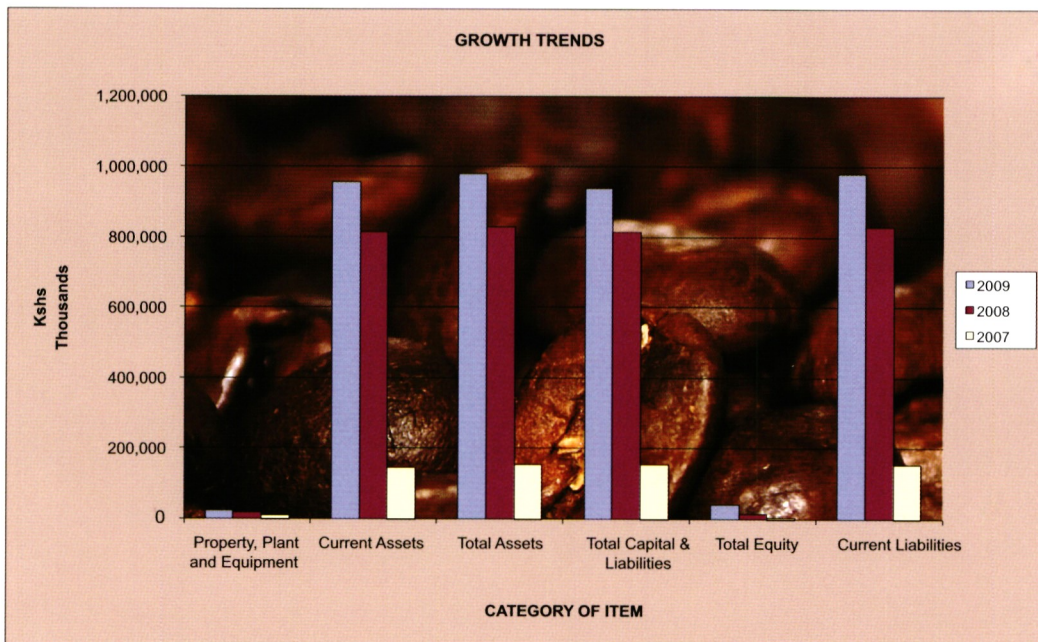 GROWTH TRENDS
1,200,000
1,000,000
800,000
600,000
400,000
200,000
0
Kshs
Thousands
Property, Plant
and Equipment
Current Assets
Total Assets
Total Capital &
Liabilities
Total Equity
Current Liabilities
CATEGORY OF ITEM
2009
2008
2007